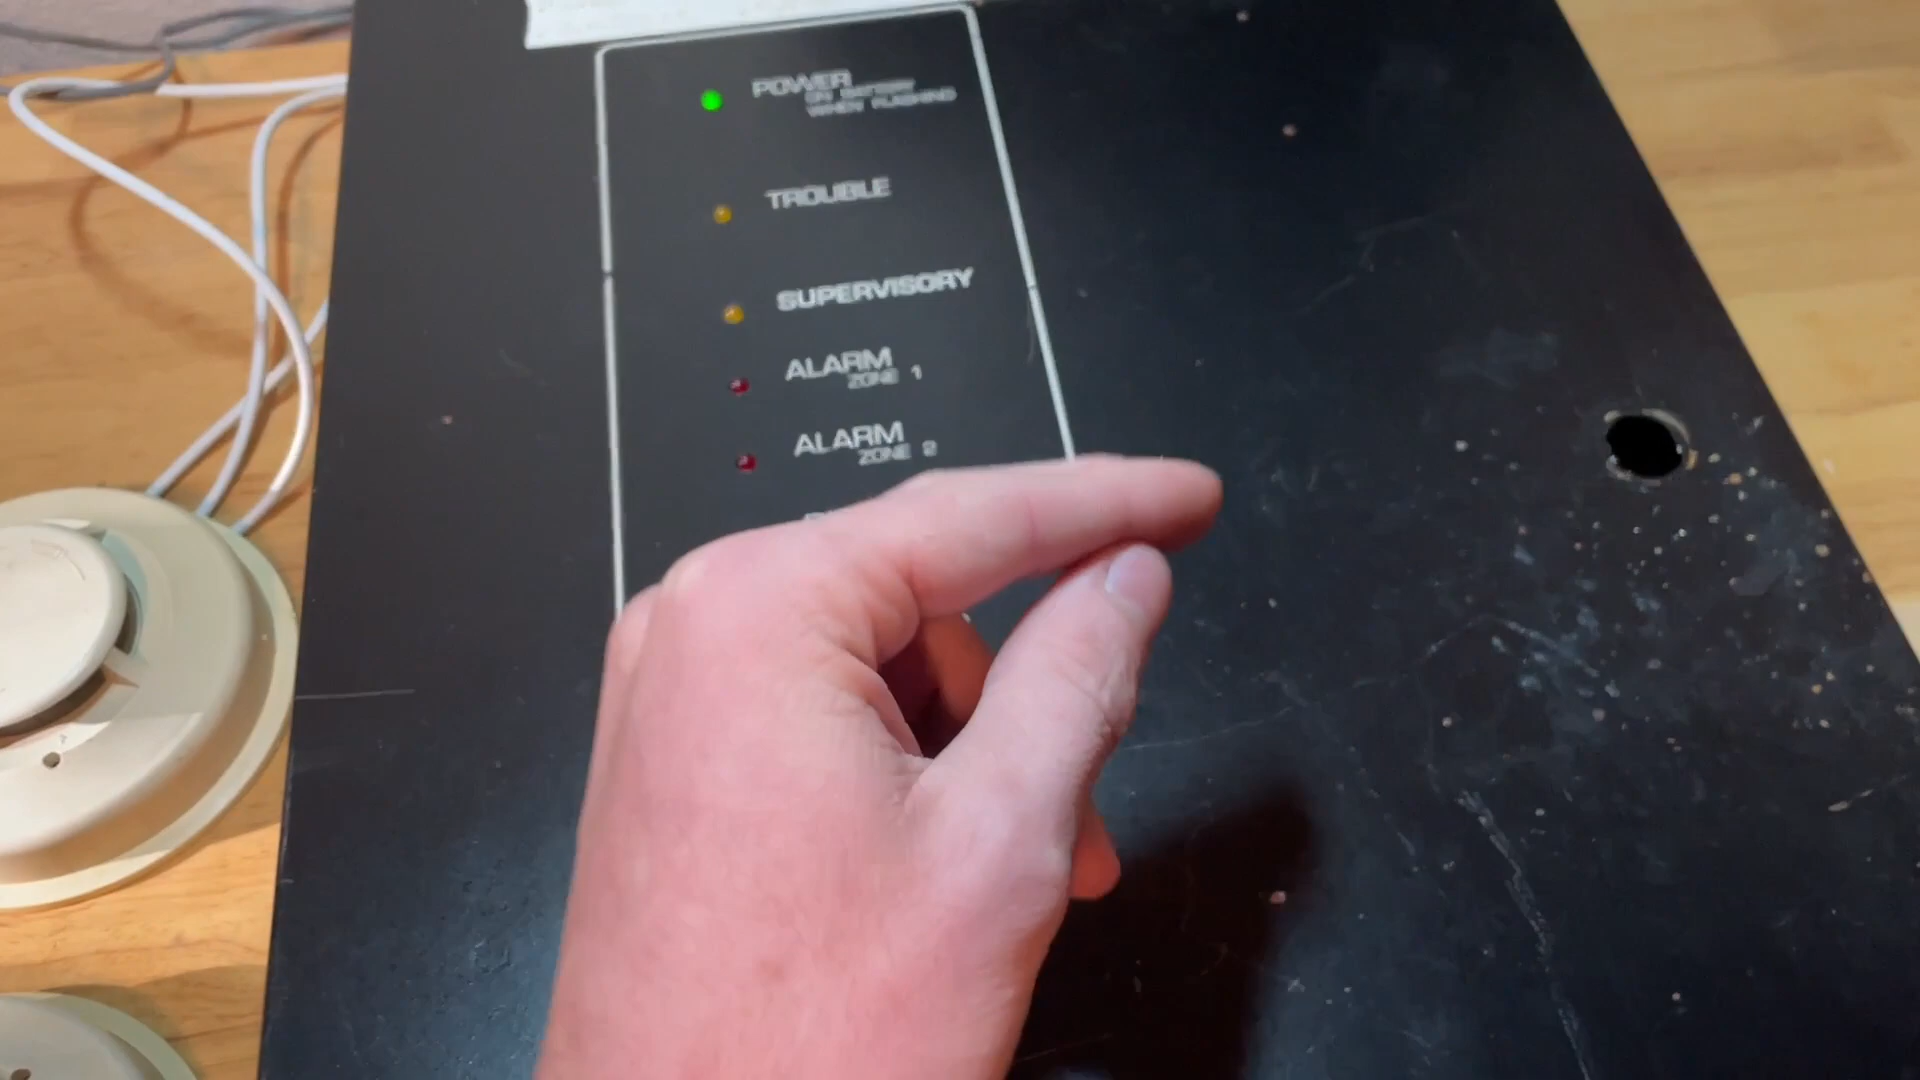 POWER
ON BATTERY
WHEN FLASHING
TROUBLE
SUPERVISORY
ALARM
ZONE 1
ALARM
ZONE 2